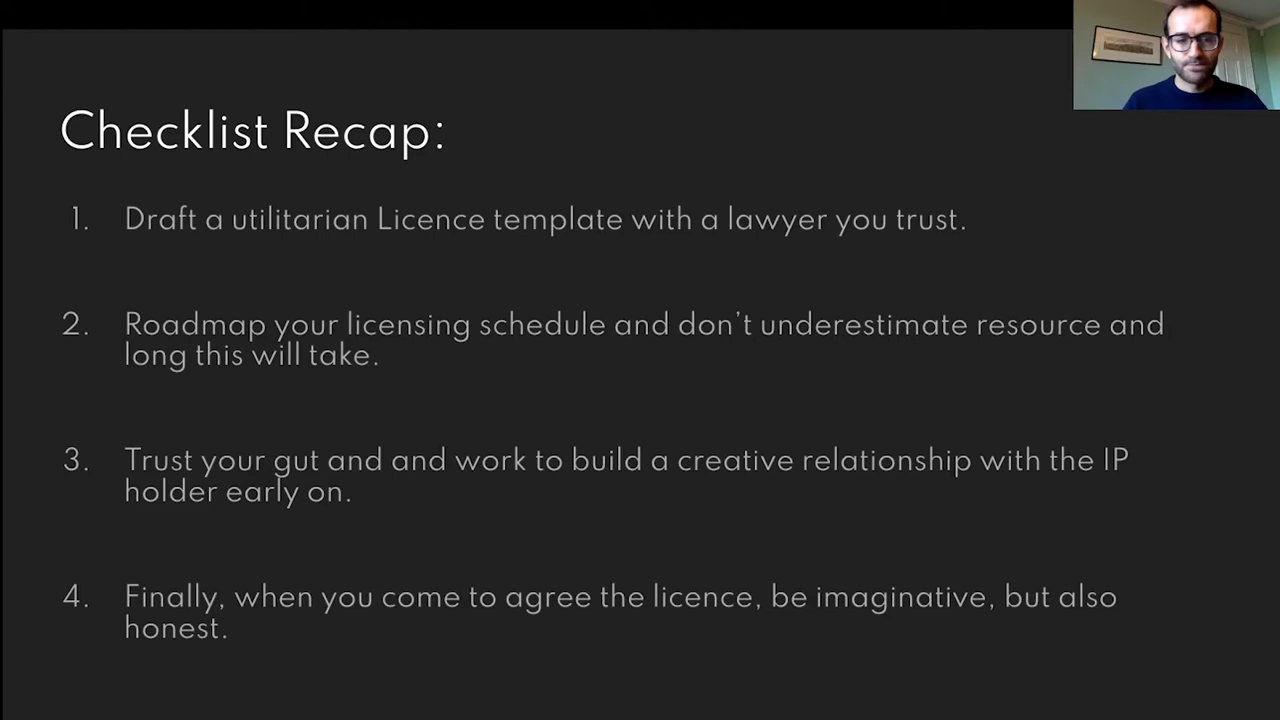 Checklist Recap:
1. Draft a utilitarian Licence template with a lawyer you trust.
2. Roadmap your licensing schedule and don't underestimate resource and
long this will take.
3. Trust your gut and and work to build a creative relationship with the IP
holder early on.
4. Finally, when you come to agree the licence, be imaginative, but also
honest.